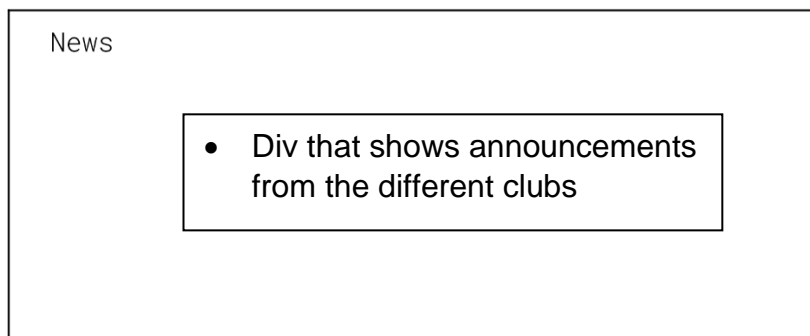 News
• Div that shows announcements
from the different clubs